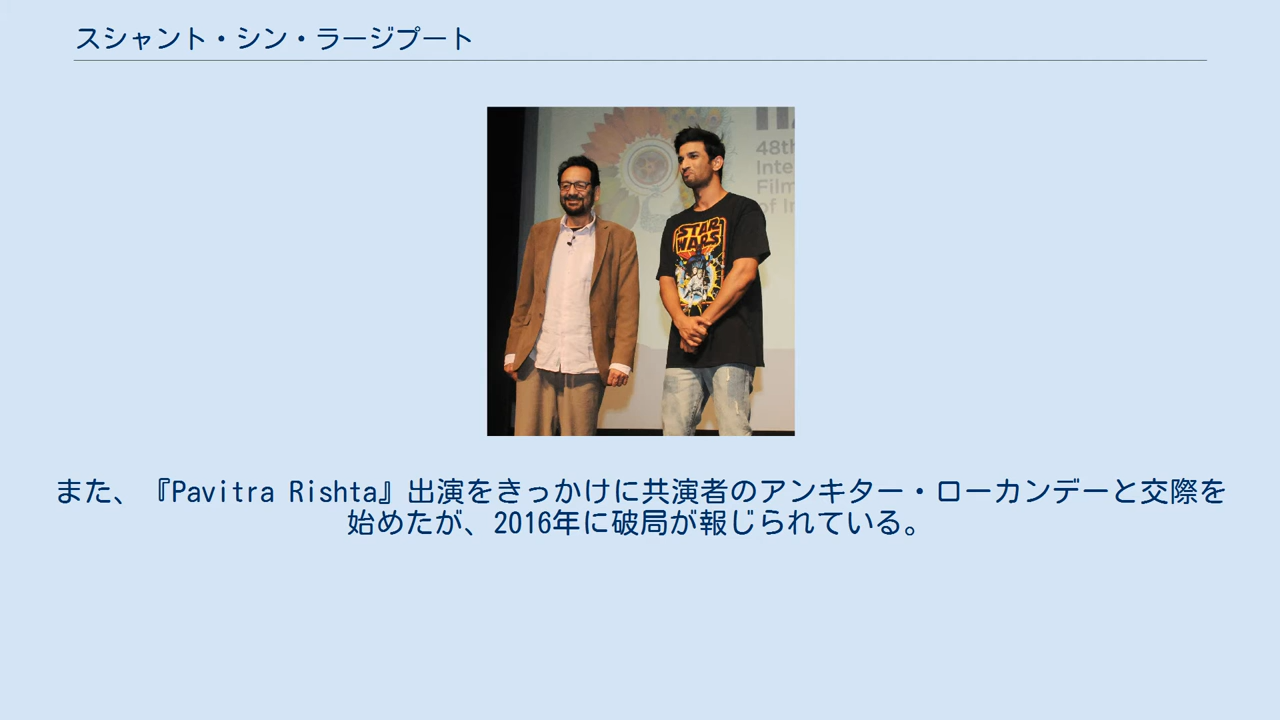 スシャント・シン・ラージプート
48th
Inte
Film
of In
STAR
WARS
また、『Pavitra Rishta』出演をきっかけに共演者のアンキター・ローカンデーと交際を
始めたが、2016年に破局が報じられている。